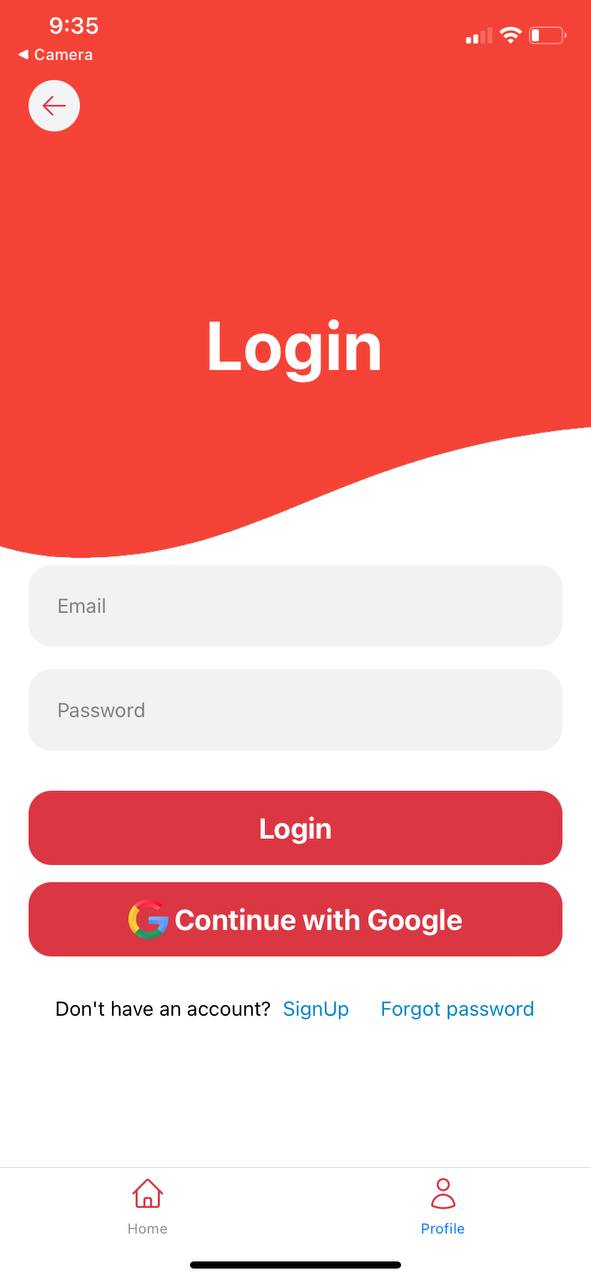 9:35
◀ Camera
Login
Email
Password
Login
Continue with Google
Don't have an account? SignUp Forgot password
Home Profile